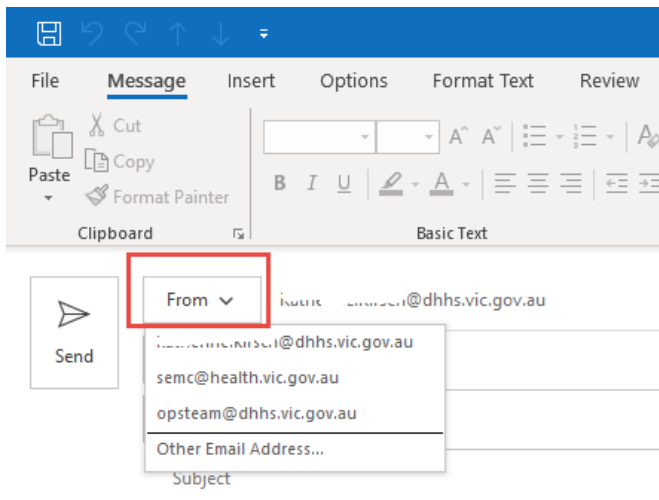 File Message Insert Options Format Text Review
Cut
Copy
Paste
Format Painter
B I U A
Clipboard Basic Text
From @dhhs.vic.gov.au
Send
@dhhs.vic.gov.au
semc@health.vic.gov.au
opsteam@dhhs.vic.gov.au
Other Email Address...
Subject